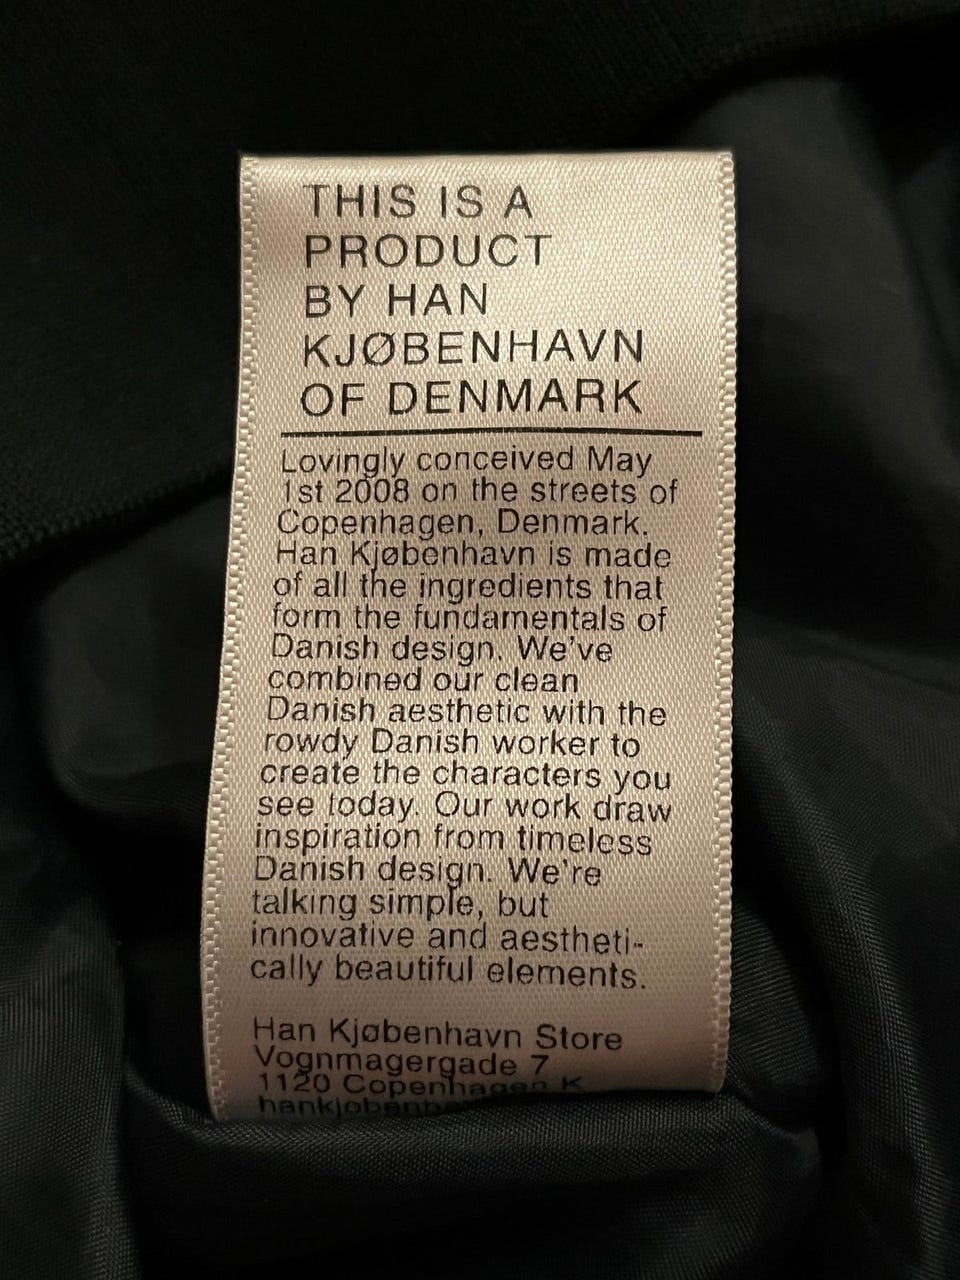 THIS IS A
PRODUCT
BY HAN
KJØBENHAVN
OF DENMARK
Lovingly conceived May
1st 2008 on the streets of
Copenhagen, Denmark.
Han Kjøbenhavn is made
of all the ingredients that
form the fundamentals of
Danish design. We've
combined our clean
Danish aesthetic with the
rowdy Danish worker to
create the characters you
see today. Our work draw
inspiration from timeless
Danish design. We're
talking simple, but
innovative and aestheti-
cally beautiful elements.
Han Kjøbenhavn Store
Vognmagergade 7
1120 Copenhagen K